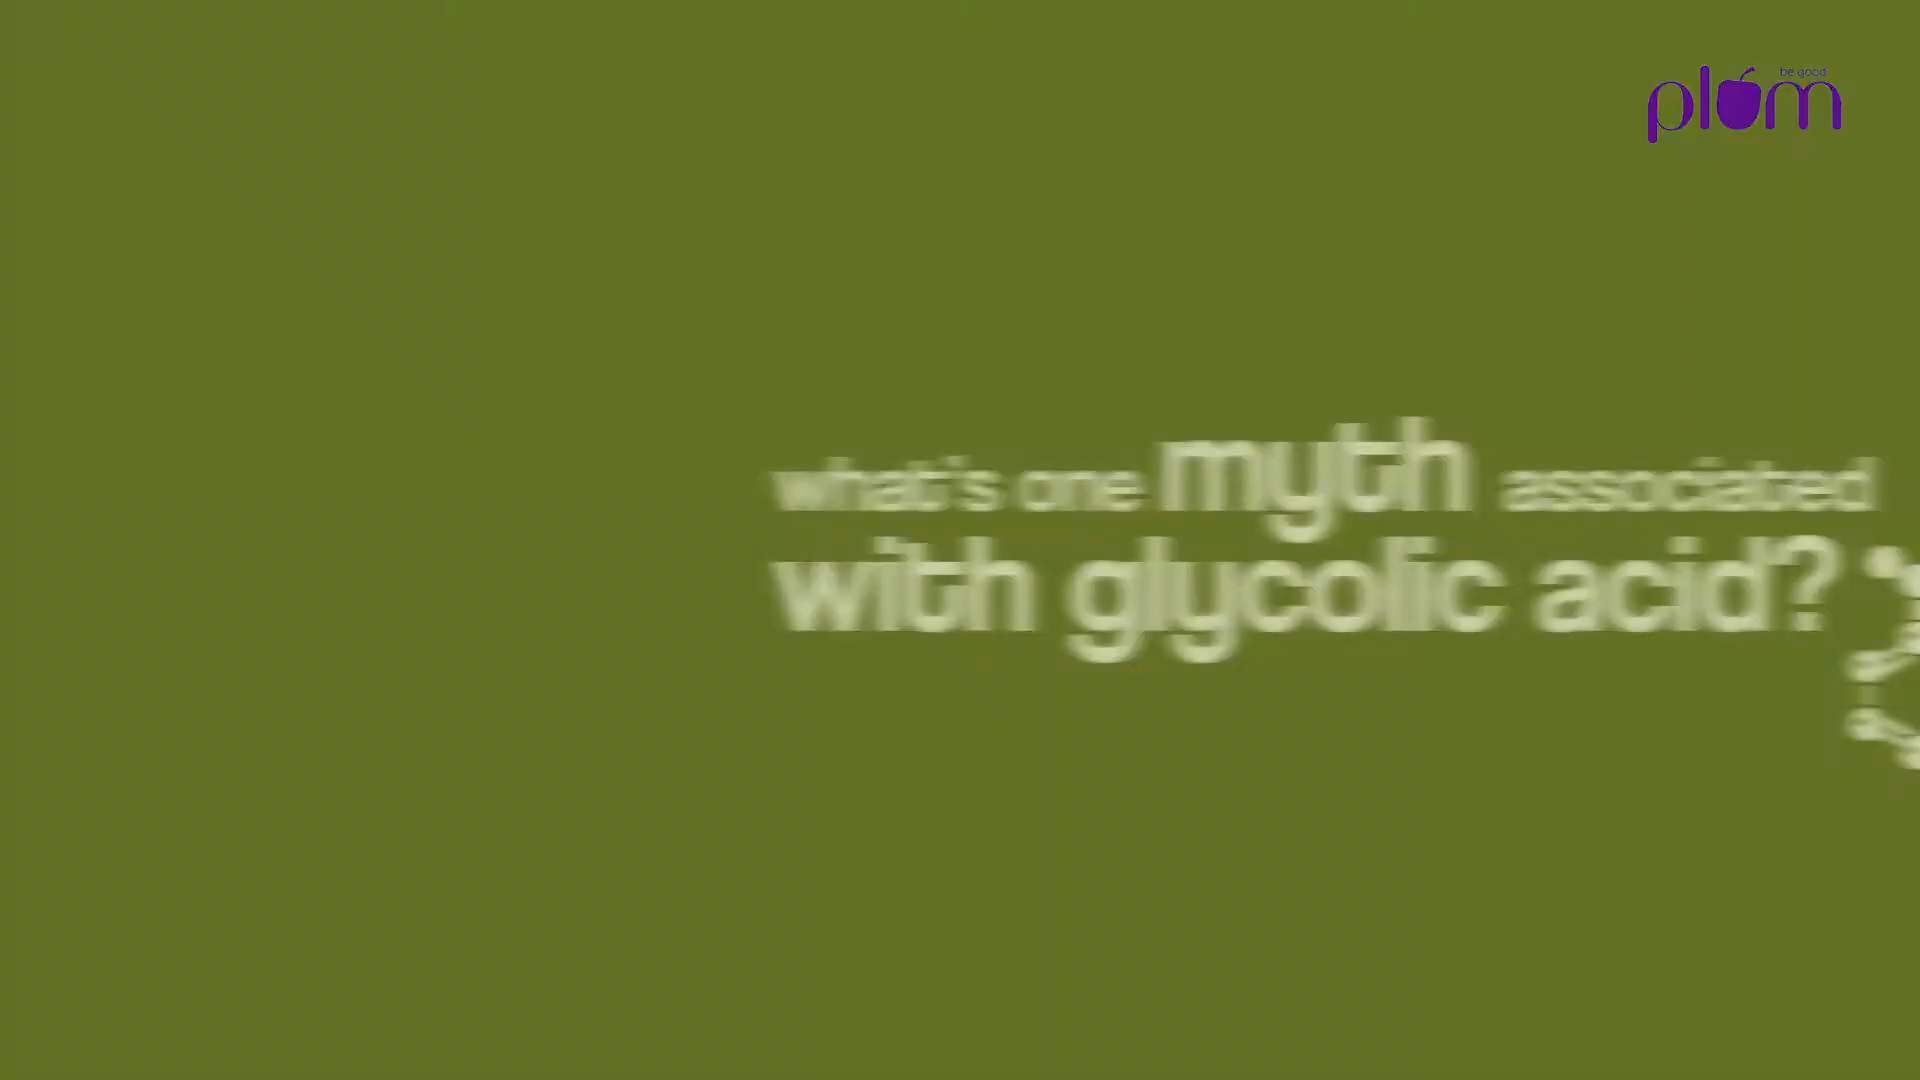 be good
plum
what's one myth associated
with glycolic acid?